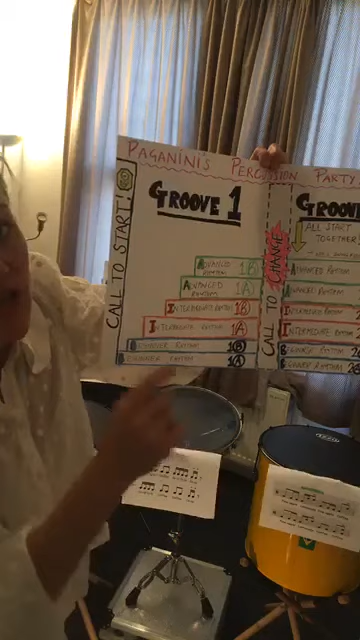 PAGANINI'S PERCUSSION PARTY
CALL TO START!
GROOVE 1
ADVANCED RHYTHM 1B
ADVANCED RHYTHM 1A
INTERMEDIATE RHYTHM 1B
INTERMEDIATE RHYTHM 1A
BEGINNER RHYTHM 1B
BEGINNER RHYTHM 1A
CALL TO CHANGE
GROOVE
ALL START
TOGETHER!
ADVANCED RHYTHM
ADVANCED RHYTHM
INTERMEDIATE RHYTHM
INTERMEDIATE RHYTHM
BEGINNER RHYTHM
BEGINNER RHYTHM